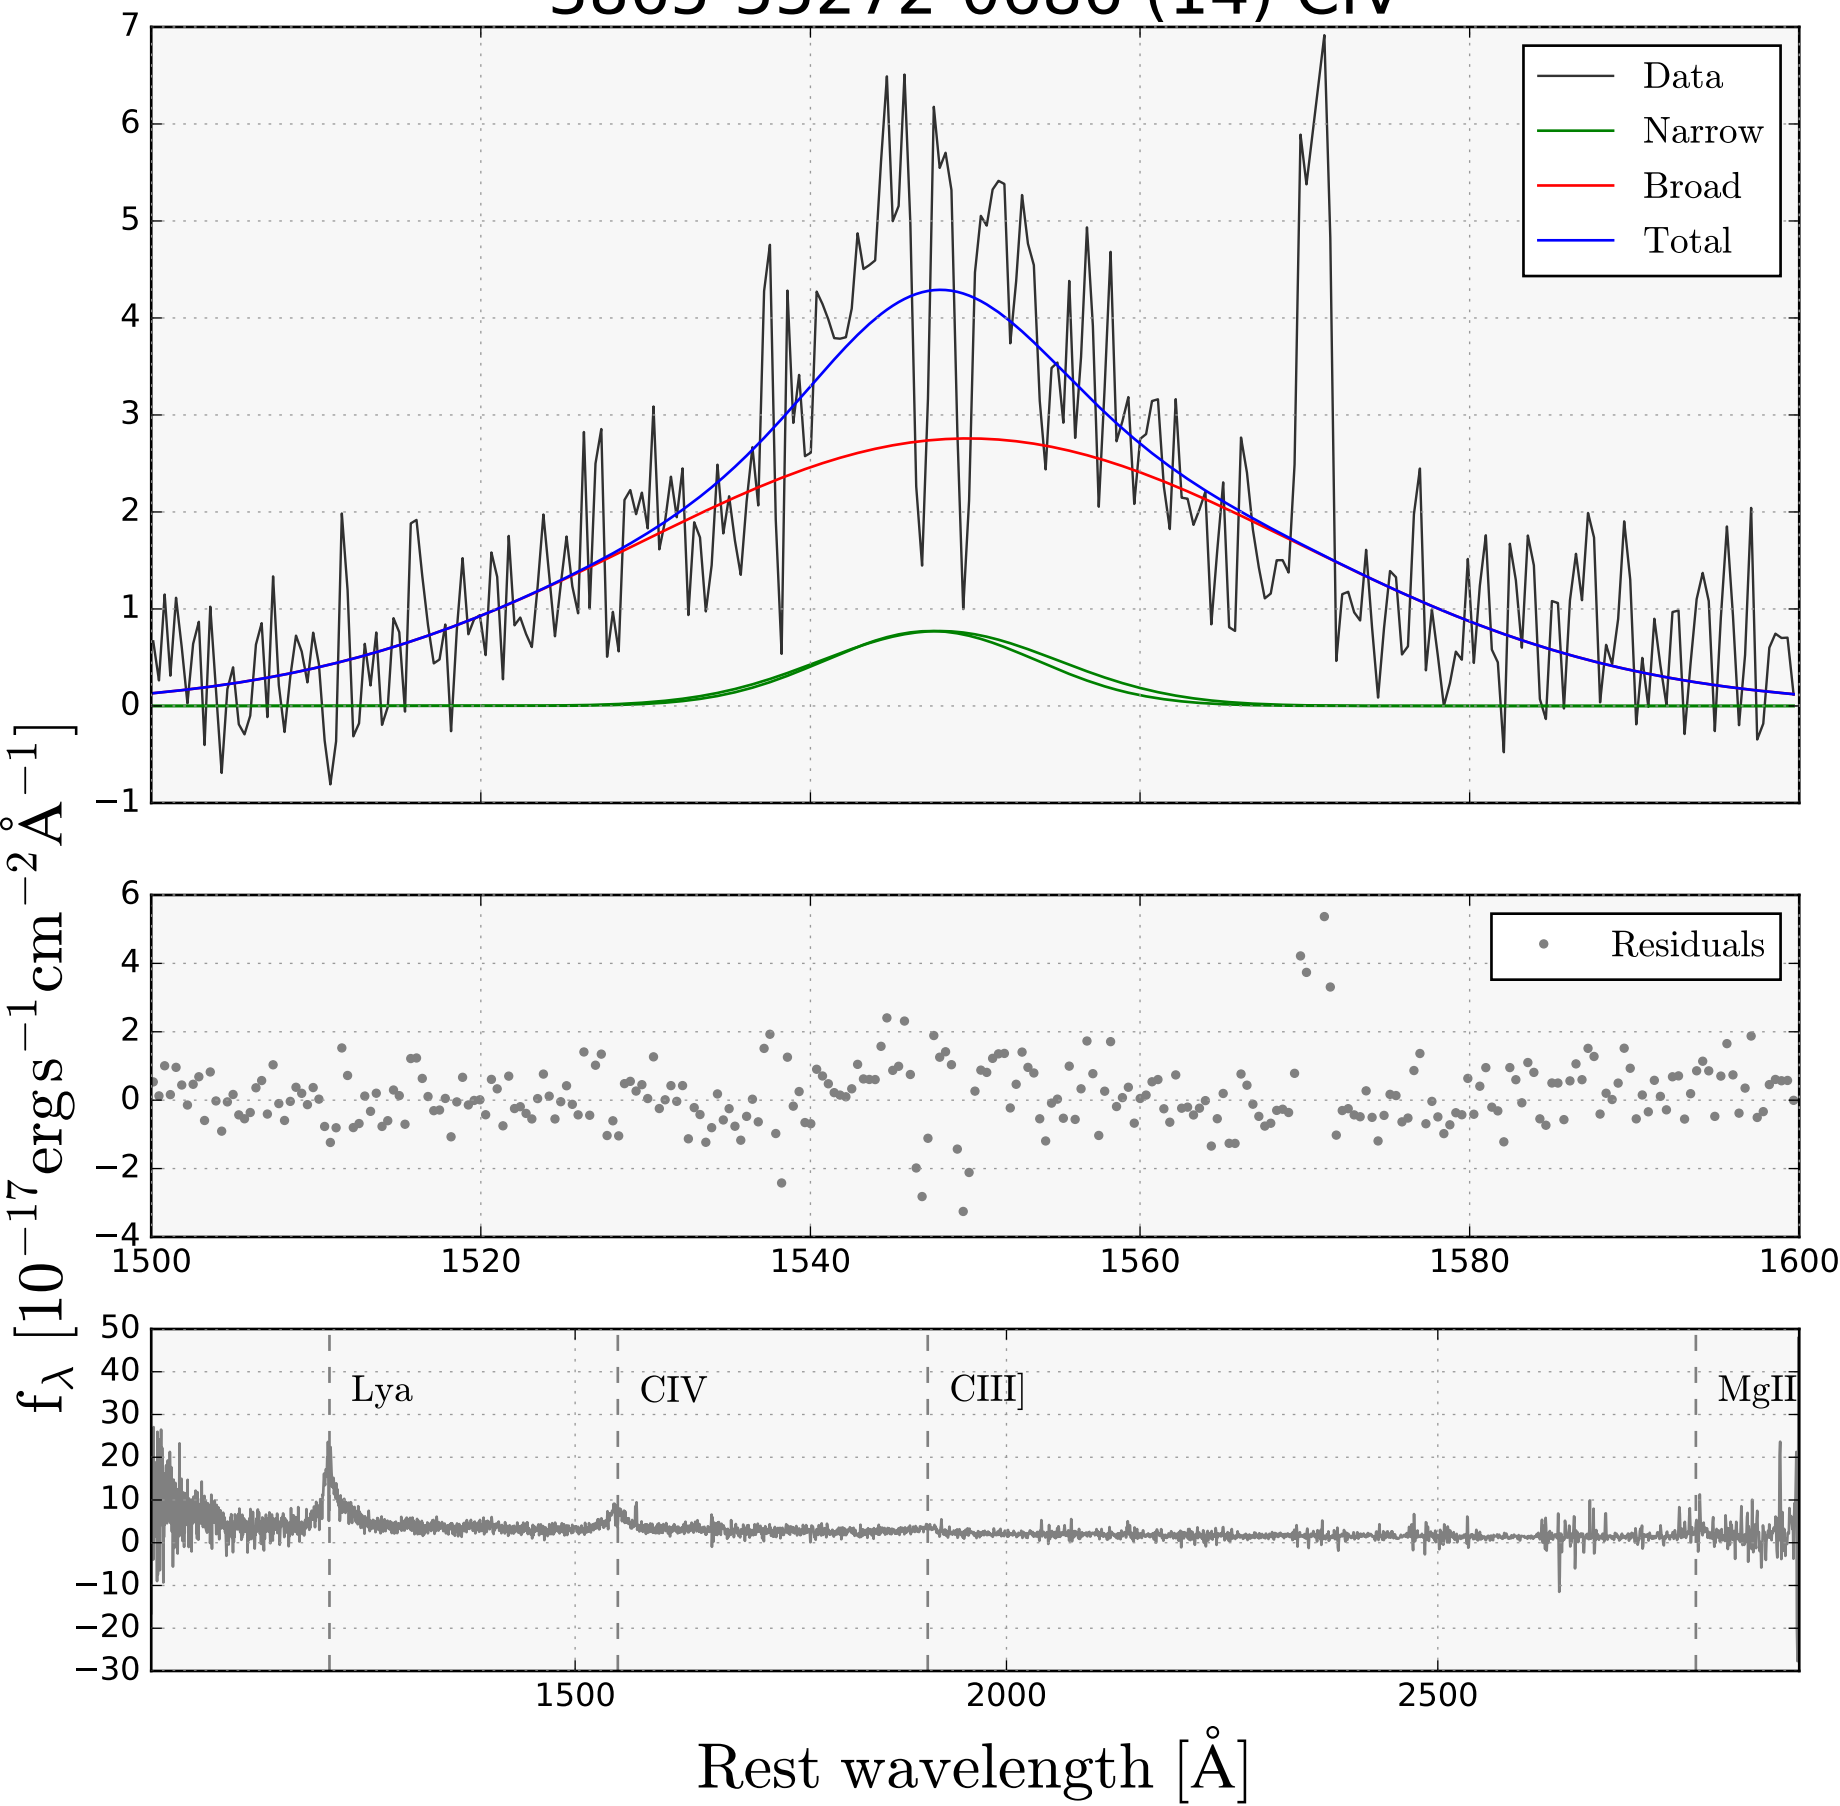 7
6
5
4
3
2
1
0
−1
Data
Narrow
Broad
Total
6
4
2
0
−2
−4
Residuals
1500 1520 1540 1560 1580 1600
50
40
30
20
10
0
−10
−20
−30
Lya CIV CIII] MgII
1500 2000 2500
Rest wavelength [Å]
f_λ [10^−17 erg s^−1 cm^−2 Å^−1]